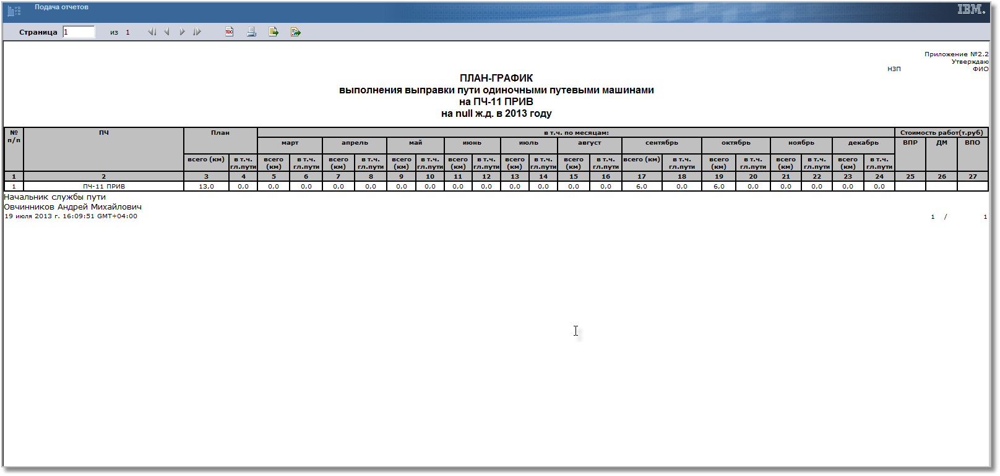 Подача отчетов
IBM.
Страница 1 из 1
TOC
Приложение №2.2
Утверждаю
НЗП ФИО
ПЛАН-ГРАФИК
выполнения выправки пути одиночными путевыми машинами
на ПЧ-11 ПРИВ
на null ж.д. в 2013 году
№ п/п ПЧ План в т.ч. по месяцам: Стоимость работ(т.руб)
март апрель май июнь июль август сентябрь октябрь ноябрь декабрь ВПР ДМ ВПО
всего (км) в т.ч. гл.пути всего (км) в т.ч. гл.пути всего (км) в т.ч. гл.пути всего (км) в т.ч. гл.пути всего (км) в т.ч. гл.пути всего (км) в т.ч. гл.пути всего (км) в т.ч. гл.пути всего (км) в т.ч. гл.пути всего (км) в т.ч. гл.пути всего (км) в т.ч. гл.пути всего (км) в т.ч. гл.пути
1 2 3 4 5 6 7 8 9 10 11 12 13 14 15 16 17 18 19 20 21 22 23 24 25 26 27
1 ПЧ-11 ПРИВ 13,0 0,0 0,0 0,0 0,0 0,0 0,0 0,0 0,0 0,0 0,0 0,0 0,0 0,0 6,0 0,0 6,0 0,0 0,0 0,0 0,0 0,0
Начальник службы пути
Овчинников Андрей Михайлович
19 июля 2013 г. 16:09:51 GMT+04:00
1 / 1